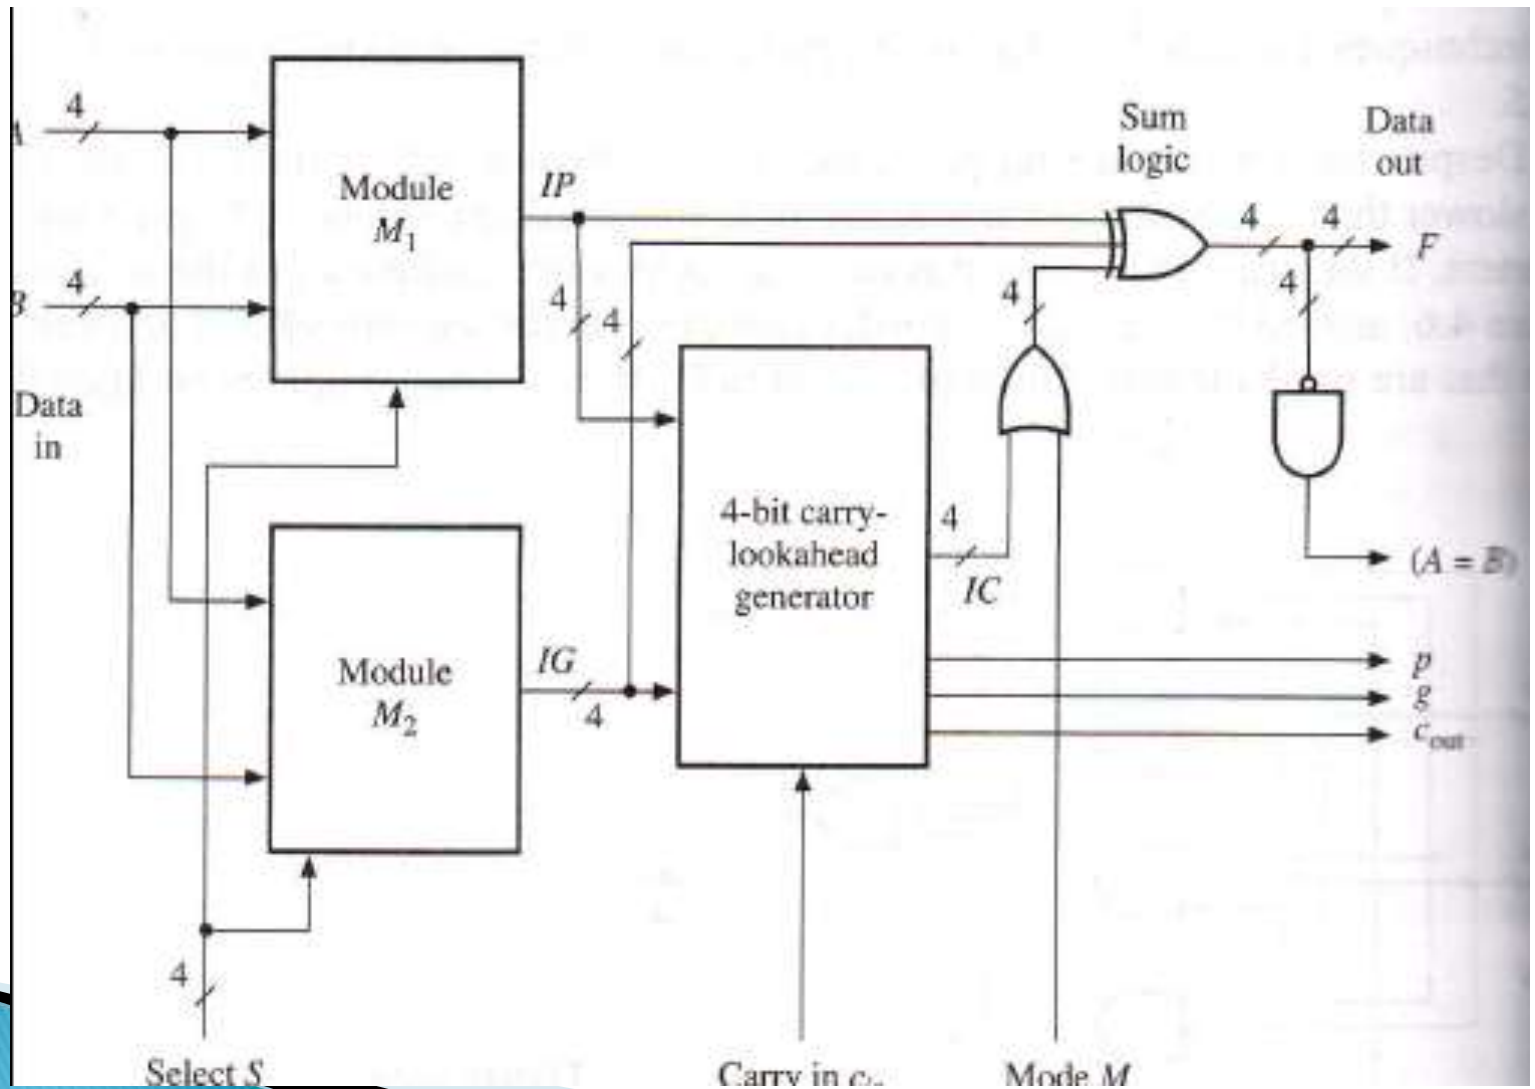 4
A
Module
M1
IP
Sum
logic
Data
out
4
4
F
4
B
Data
in
4
4
4
4
4-bit carry-
lookahead
generator
4
IC
(A = B)
p
g
cout
Module
M2
IG
4
4
Select S
Carry in
Mode M